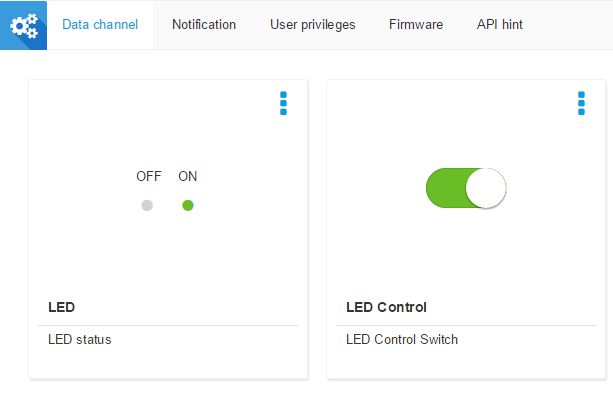 Data channel Notification User privileges Firmware API hint
OFF ON
LED
LED status
LED Control
LED Control Switch